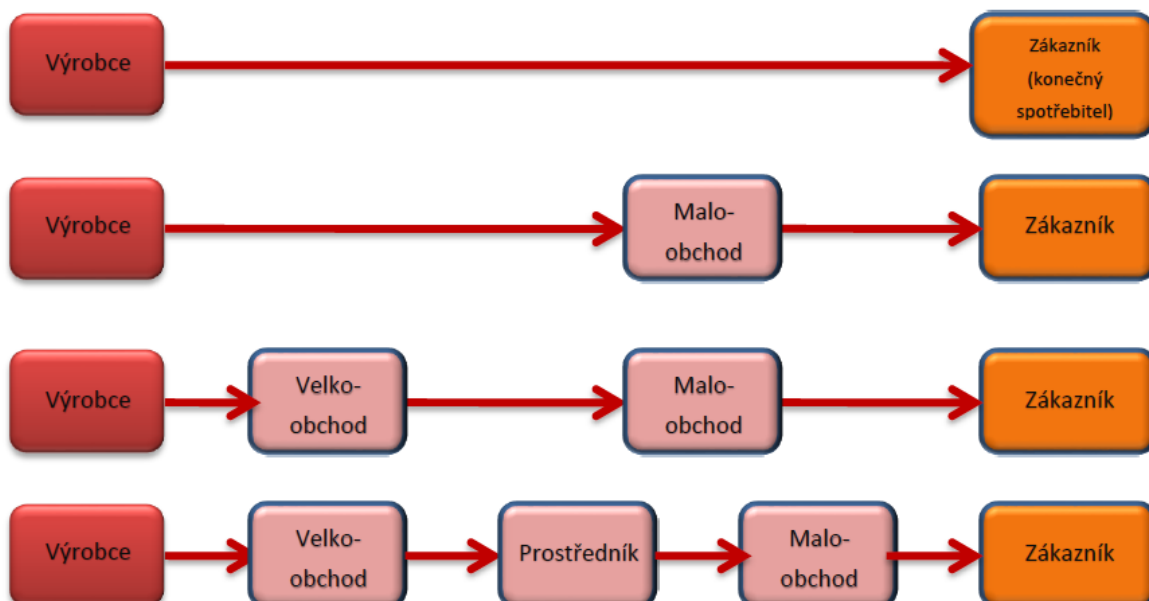 Výrobce
Zákazník
(konečný
spotřebitel)
Výrobce
Malo-
obchod
Zákazník
Výrobce
Velko-
obchod
Malo-
obchod
Zákazník
Výrobce
Velko-
obchod
Prostředník
Malo-
obchod
Zákazník